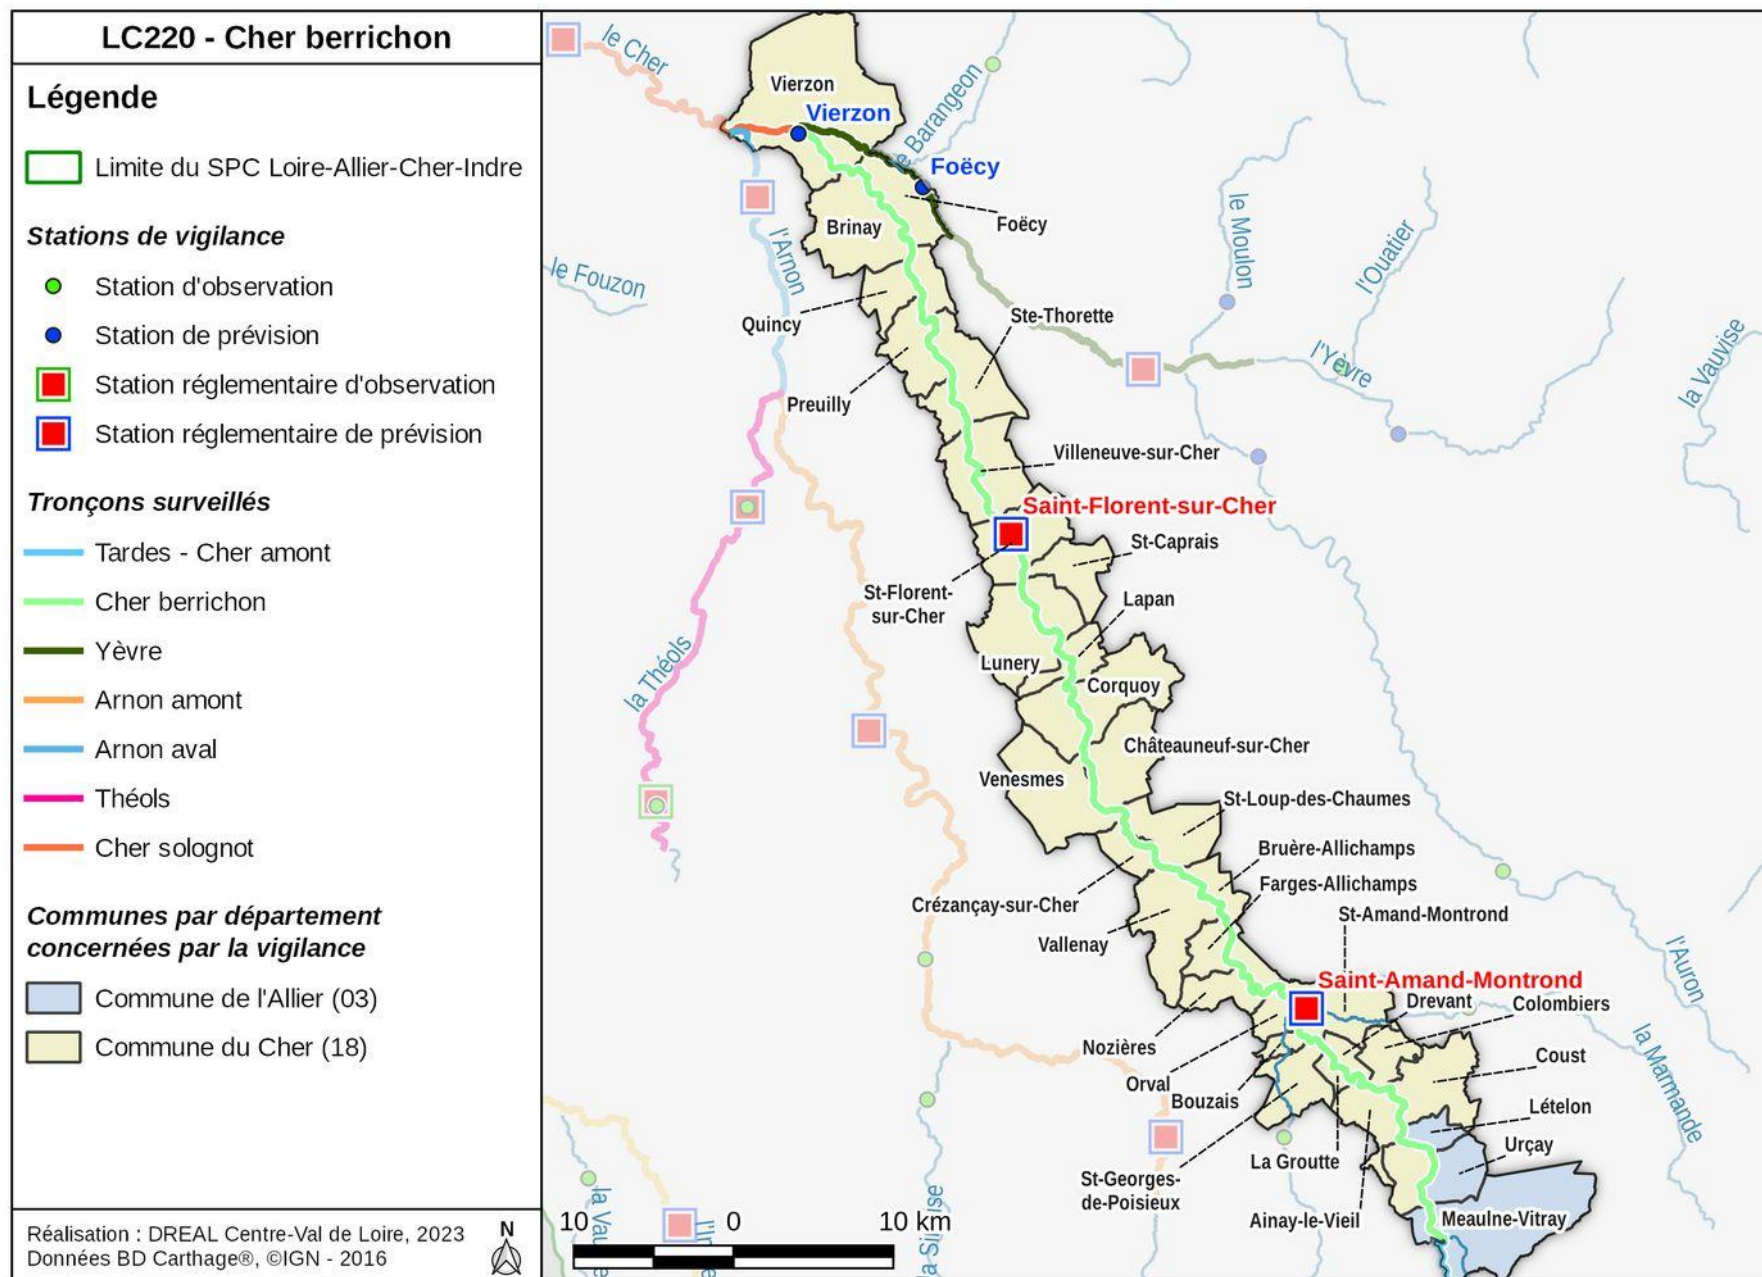 LC220 - Cher berrichon
Légende
Limite du SPC Loire-Allier-Cher-Indre
Stations de vigilance
Station d'observation
Station de prévision
Station réglementaire d'observation
Station réglementaire de prévision
Tronçons surveillés
Tardes - Cher amont
Cher berrichon
Yèvre
Arnon amont
Arnon aval
Théols
Cher solognot
Communes par département
concernées par la vigilance
Commune de l'Allier (03)
Commune du Cher (18)
Réalisation : DREAL Centre-Val de Loire, 2023
Données BD Carthage®, ©IGN - 2016
N
le Cher
Vierzon
Vierzon
le Barangeon
Foëcy
Foëcy
Brinay
l'Arnon
le Fouzon
le Moulon
l'Ouatier
Quincy
Ste-Thorette
l'Yèvre
la Vauvise
Preuilly
Villeneuve-sur-Cher
Saint-Florent-sur-Cher
St-Caprais
St-Florent-
sur-Cher
Lapan
la Théols
Lunery
Corquoy
Châteauneuf-sur-Cher
Venesmes
St-Loup-des-Chaumes
Bruère-Allichamps
Farges-Allichamps
Crézançay-sur-Cher
St-Amand-Montrond
Vallenay
l'Auron
Saint-Amand-Montrond
Drevant
Colombiers
Nozières
Coust
la Marmande
Orval
Bouzais
Lételon
Urçay
La Groutte
St-Georges-
de-Poisieux
Ainay-le-Vieil
Meaulne-Vitray
10
0
10 km